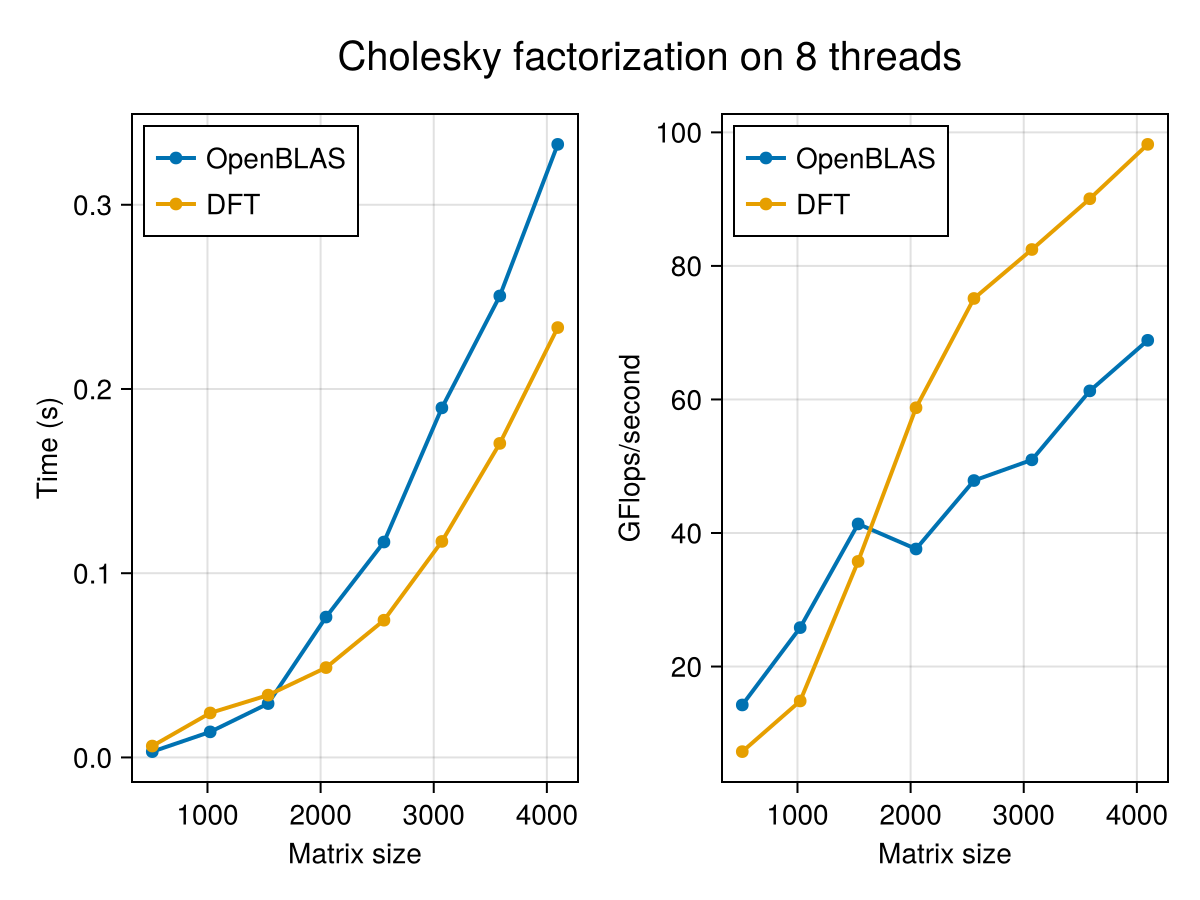 Cholesky factorization on 8 threads
OpenBLAS
DFT
0.3
0.2
0.1
0.0
Time (s)
1000 2000 3000 4000
Matrix size
OpenBLAS
DFT
100
80
60
40
20
GFlops/second
1000 2000 3000 4000
Matrix size